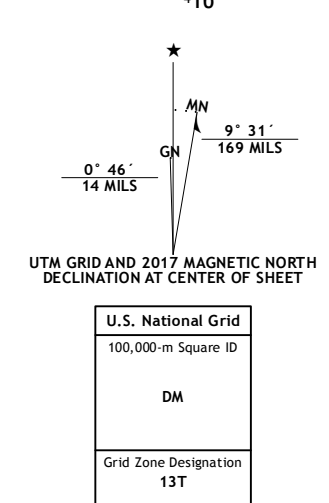 ⁴10
★
MN
GN
9° 31´
169 MILS
0° 46´
14 MILS
UTM GRID AND 2017 MAGNETIC NORTH
DECLINATION AT CENTER OF SHEET
U.S. National Grid
100,000-m Square ID
DM
Grid Zone Designation
13T